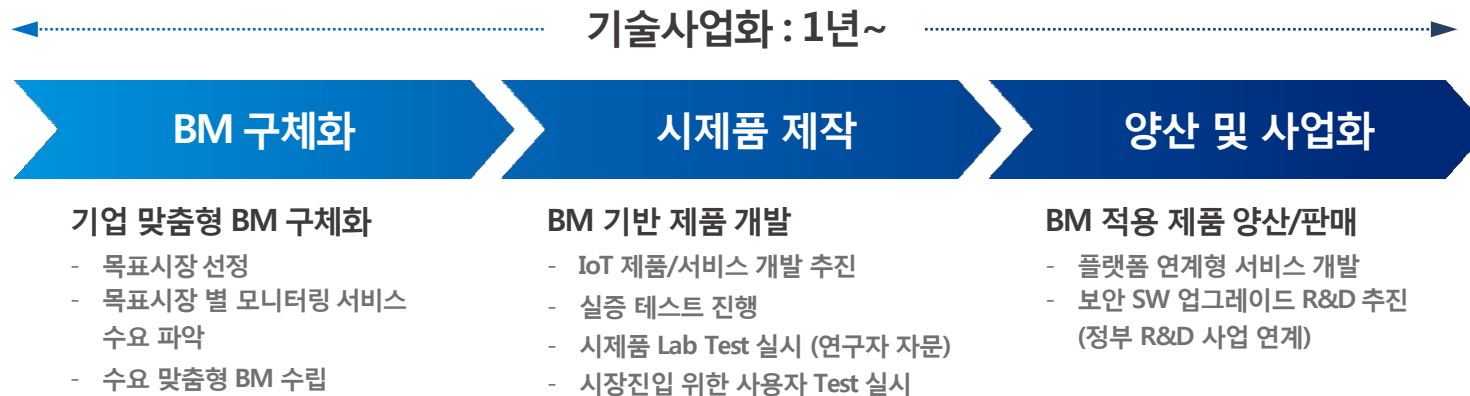 기술사업화 : 1년~
BM 구체화
시제품 제작
양산 및 사업화
기업 맞춤형 BM 구체화
- 목표시장 선정
- 목표시장 별 모니터링 서비스
수요 파악
- 수요 맞춤형 BM 수립
BM 기반 제품 개발
- IoT 제품/서비스 개발 추진
- 실증 테스트 진행
- 시제품 Lab Test 실시 (연구자 자문)
- 시장진입 위한 사용자 Test 실시
BM 적용 제품 양산/판매
- 플랫폼 연계형 서비스 개발
- 보안 SW 업그레이드 R&D 추진
(정부 R&D 사업 연계)